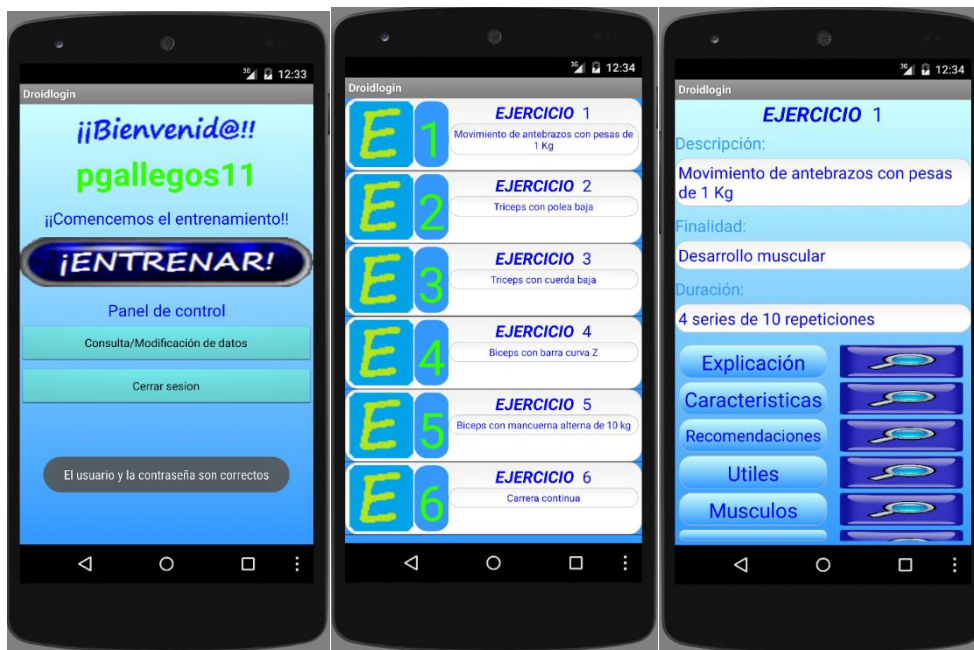 3G 12:33
Droidlogin
¡¡Bienvenid@!!
pgallegos11
¡¡Comencemos el entrenamiento!!
¡ENTRENAR!
Panel de control
Consulta/Modificación de datos
Cerrar sesion
El usuario y la contraseña son correctos
3G 12:34
Droidlogin
E 1
EJERCICIO 1
Movimiento de antebrazos con pesas de
1 Kg
E 2
EJERCICIO 2
Triceps con polea baja
E 3
EJERCICIO 3
Triceps con cuerda baja
E 4
EJERCICIO 4
Biceps con barra curva Z
E 5
EJERCICIO 5
Biceps con mancuerna alterna de 10 kg
E 6
EJERCICIO 6
Carrera continua
3G 12:34
Droidlogin
EJERCICIO 1
Descripción:
Movimiento de antebrazos con pesas
de 1 Kg
Finalidad:
Desarrollo muscular
Duración:
4 series de 10 repeticiones
Explicación
Caracteristicas
Recomendaciones
Utiles
Musculos